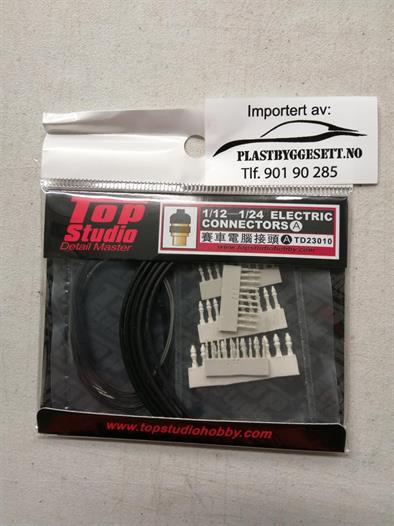 Importert av:
PLASTBYGGESETT.NO
Tlf. 901 90 285
Top
Studio
Detail Master
1/12—1/24 ELECTRIC
CONNECTORS Ⓐ
賽車電腦接頭 Ⓐ TD23010
www.topstudiohobby.com
www.topstudiohobby.com